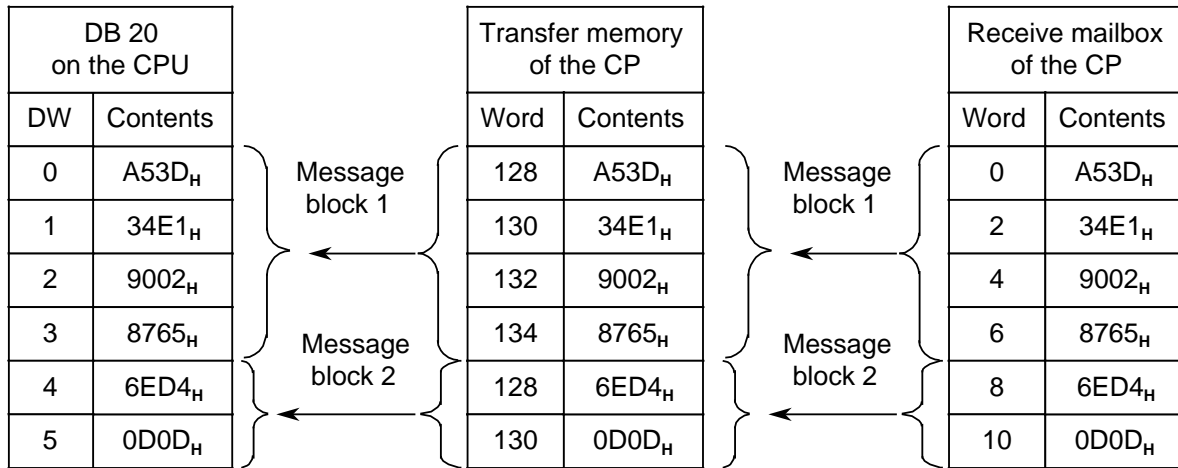 DB 20
on the CPU
Transfer memory
of the CP
Receive mailbox
of the CP
DW Contents
Word Contents
Word Contents
0 A53DH
Message
block 1
128 A53DH
Message
block 1
0 A53DH
1 34E1H
130 34E1H
2 34E1H
2 9002H
132 9002H
4 9002H
3 8765H
Message
block 2
134 8765H
Message
block 2
6 8765H
4 6ED4H
128 6ED4H
8 6ED4H
5 0D0DH
130 0D0DH
10 0D0DH